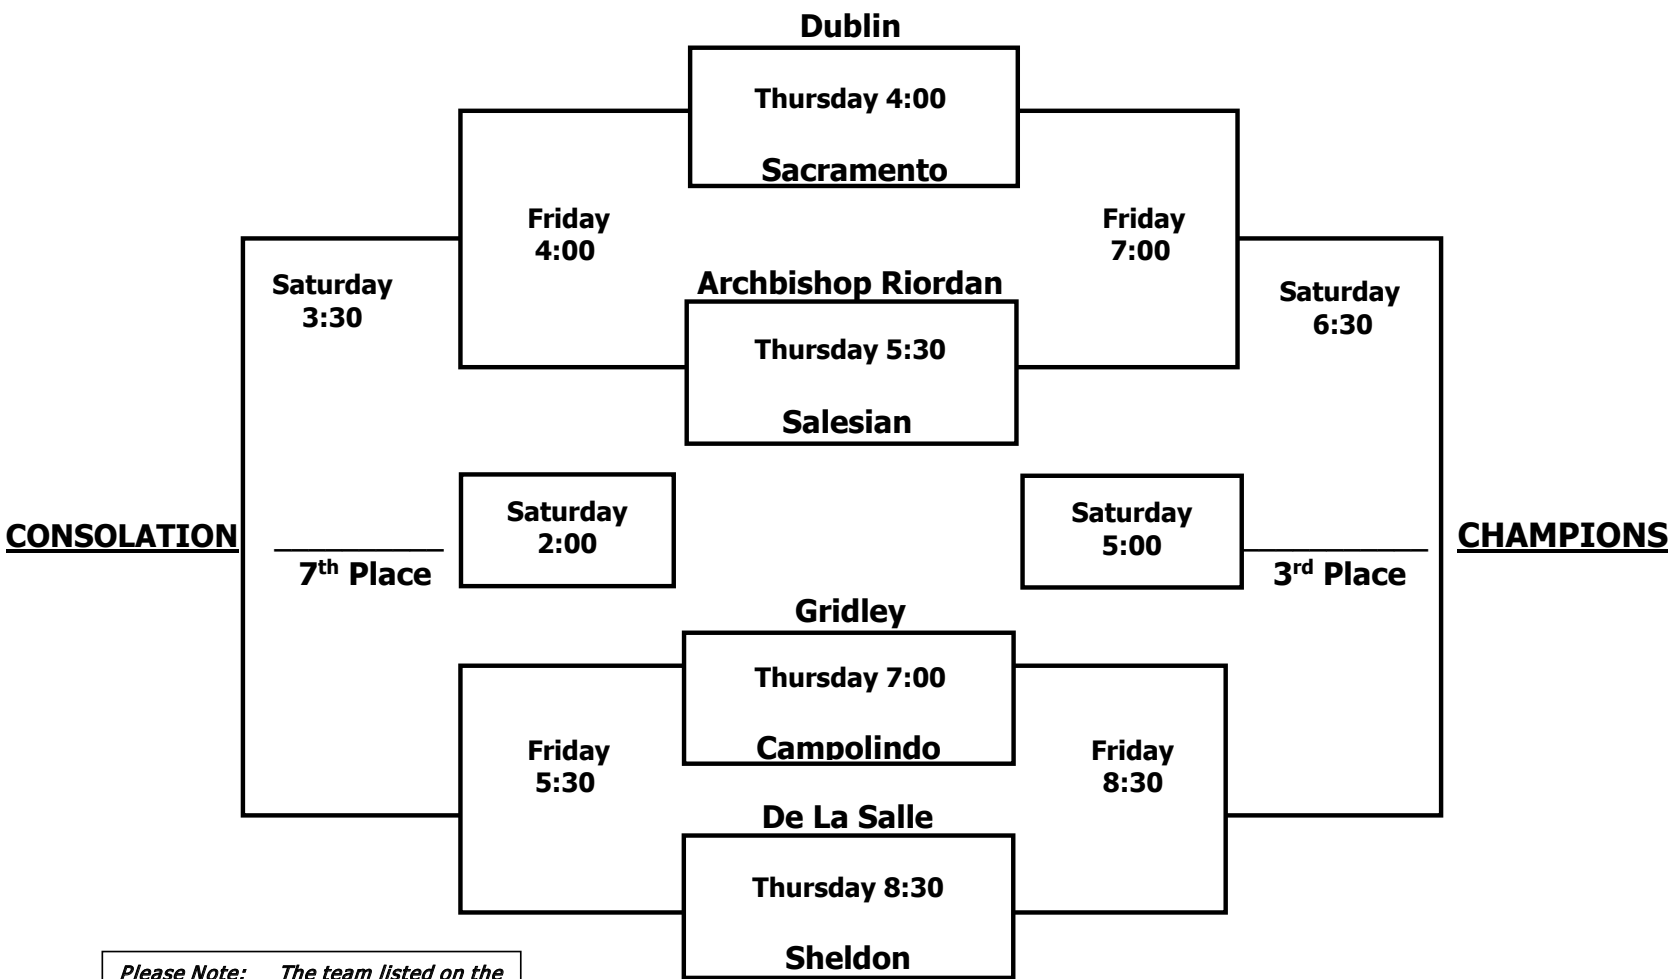 Dublin
Thursday 4:00
Sacramento
Friday
4:00
Friday
7:00
Saturday
3:30
Archbishop Riordan
Saturday
6:30
Thursday 5:30
Salesian
Saturday
2:00
Saturday
5:00
CONSOLATION
7th Place
3rd Place
CHAMPIONS
Gridley
Thursday 7:00
Campolindo
Friday
5:30
Friday
8:30
De La Salle
Thursday 8:30
Sheldon
Please Note: The team listed on the